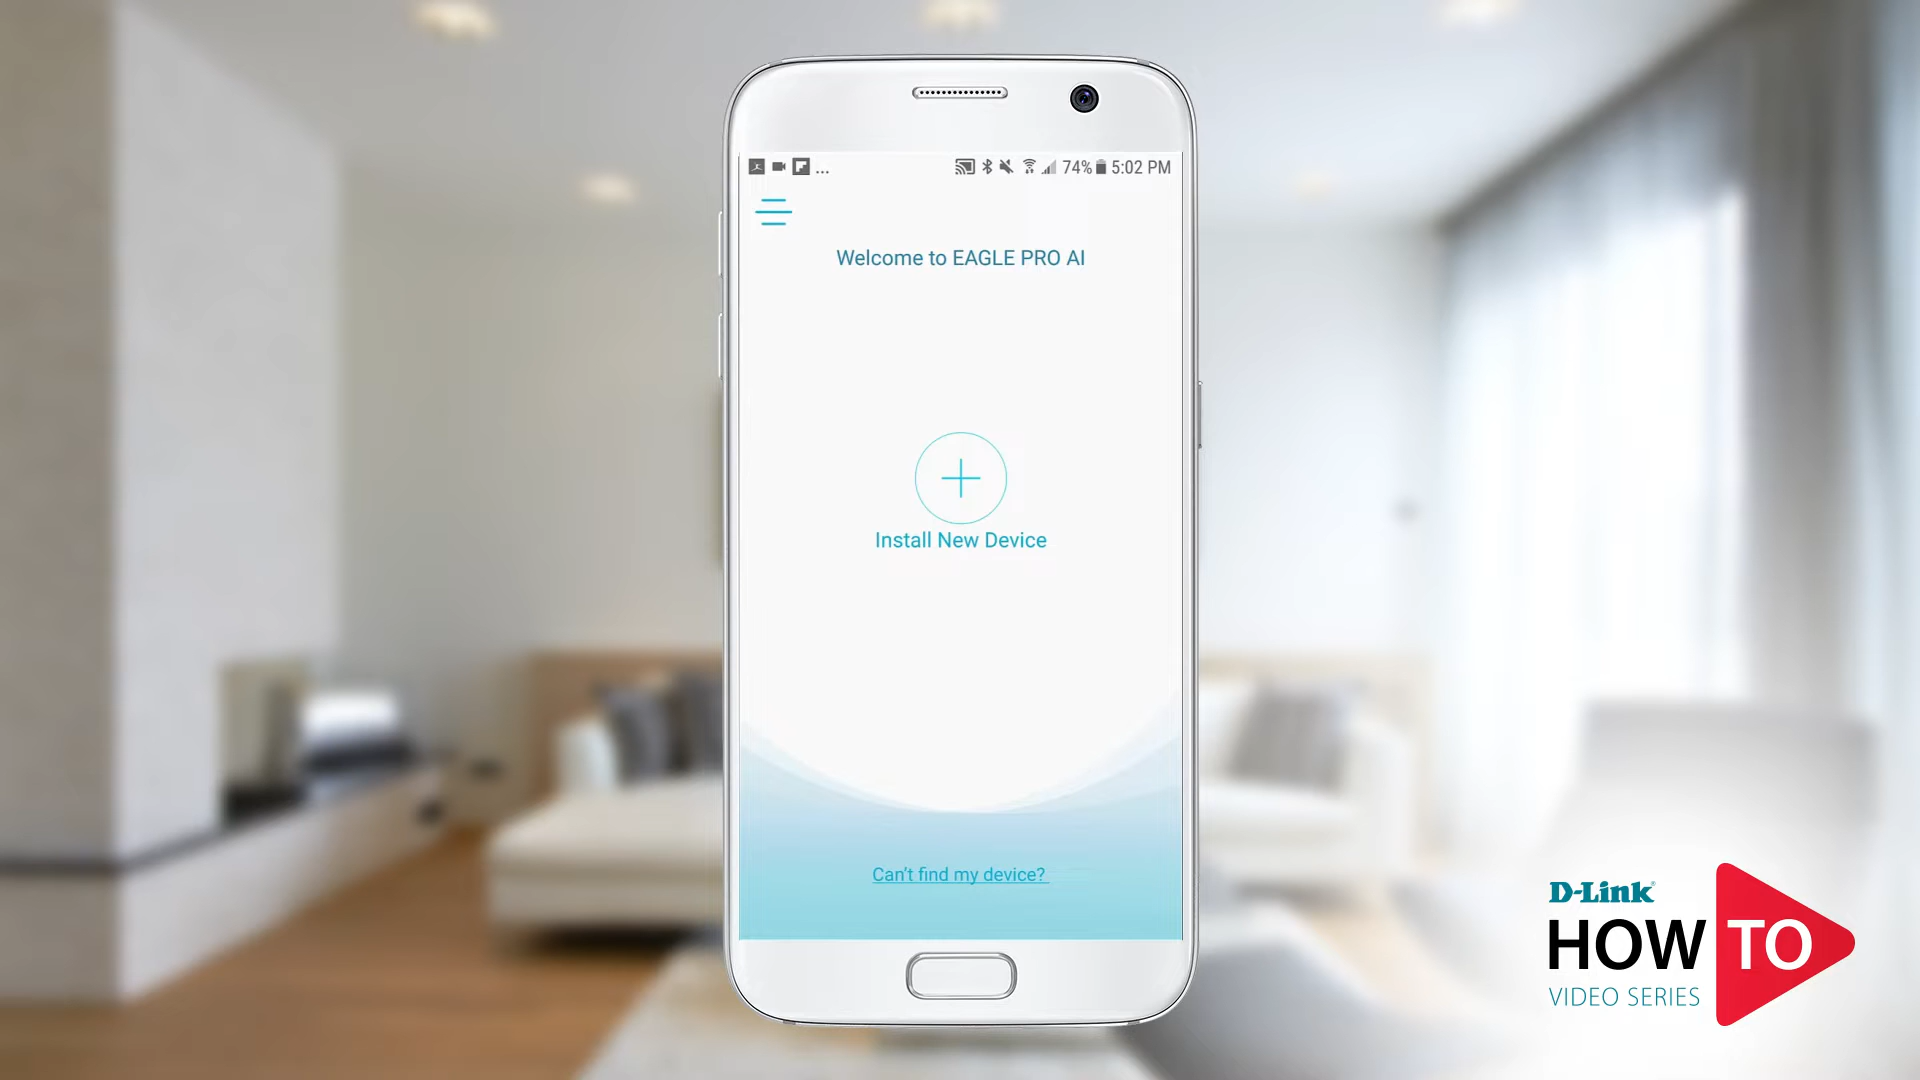 ... 74% 5:02 PM
Welcome to EAGLE PRO AI
Install New Device
Can't find my device?
D-Link®
HOW TO
VIDEO SERIES